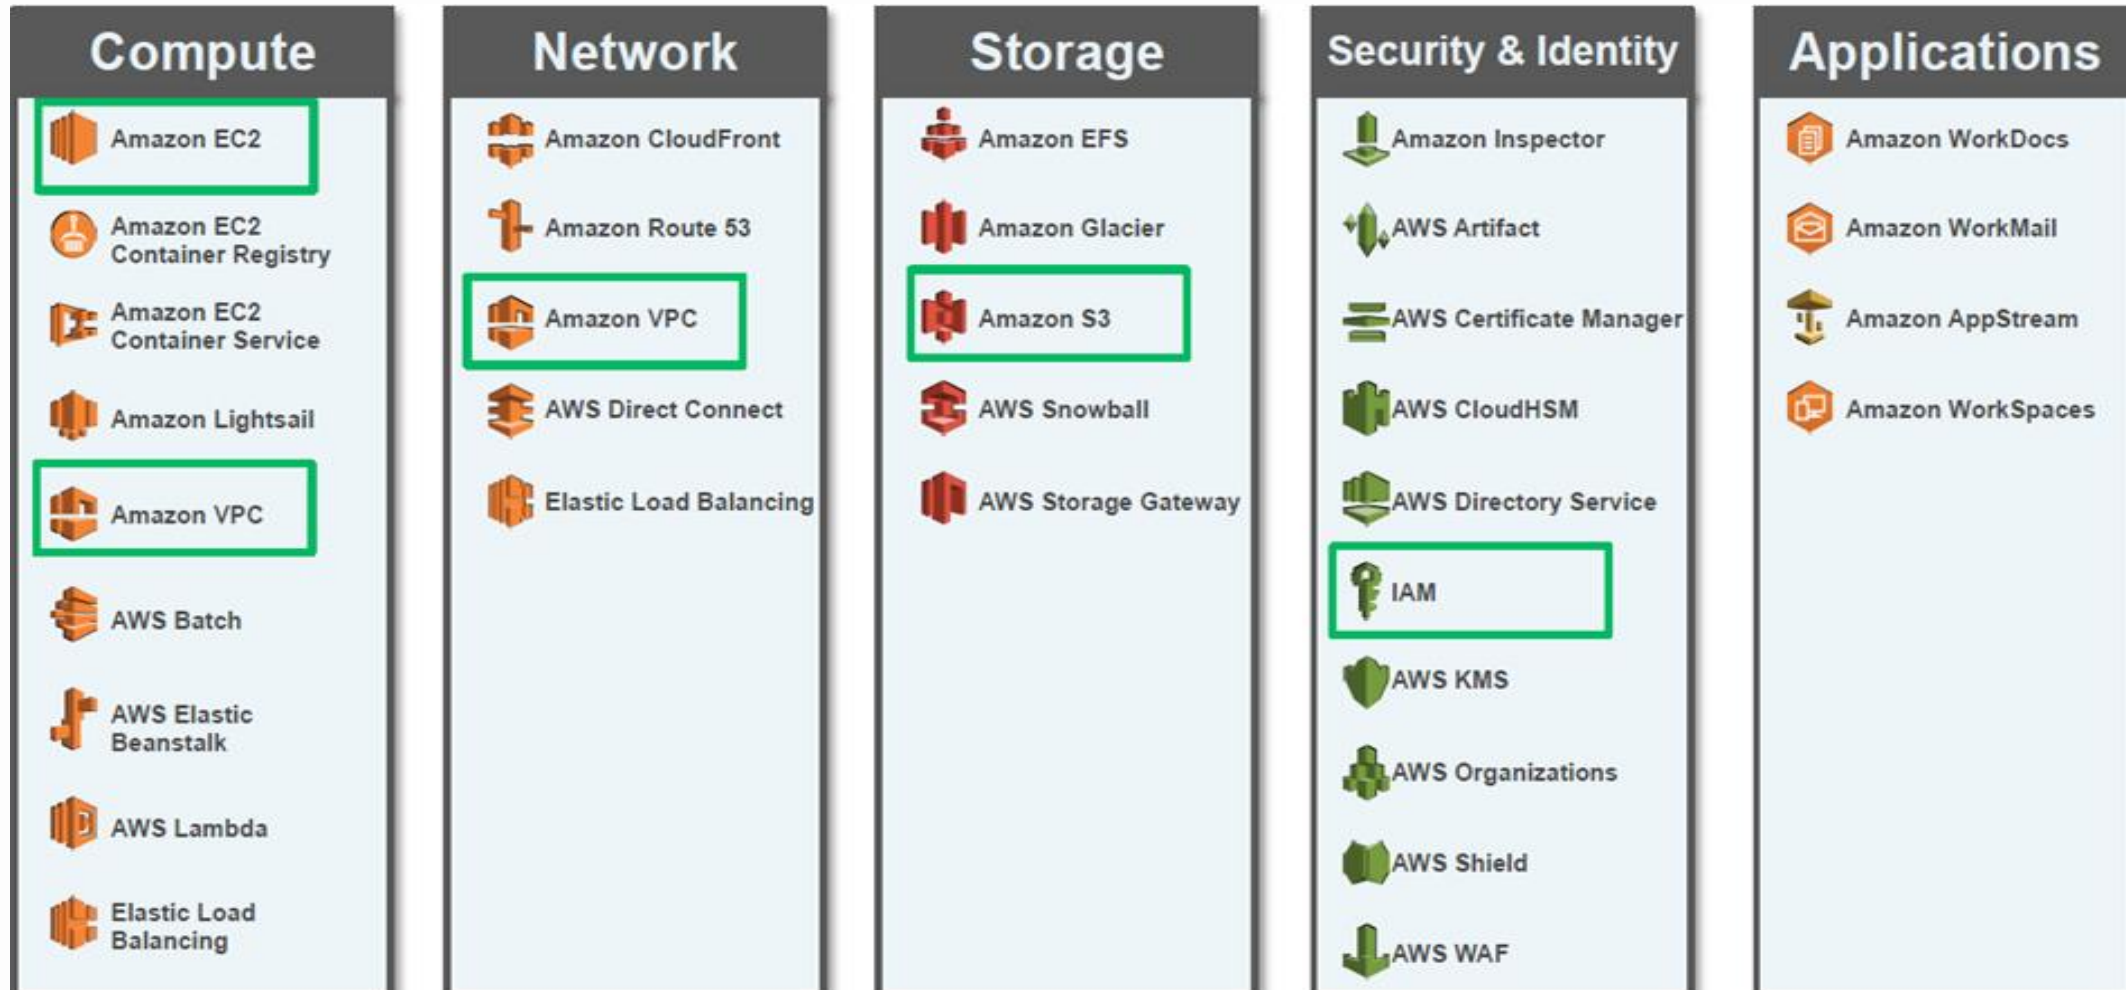 Compute
Amazon EC2
Amazon EC2
Container Registry
Amazon EC2
Container Service
Amazon Lightsail
Amazon VPC
AWS Batch
AWS Elastic
Beanstalk
AWS Lambda
Elastic Load
Balancing
Network
Amazon CloudFront
Amazon Route 53
Amazon VPC
AWS Direct Connect
Elastic Load Balancing
Storage
Amazon EFS
Amazon Glacier
Amazon S3
AWS Snowball
AWS Storage Gateway
Security & Identity
Amazon Inspector
AWS Artifact
AWS Certificate Manager
AWS CloudHSM
AWS Directory Service
IAM
AWS KMS
AWS Organizations
AWS Shield
AWS WAF
Applications
Amazon WorkDocs
Amazon WorkMail
Amazon AppStream
Amazon WorkSpaces